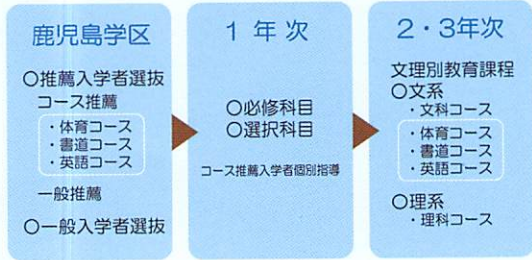 鹿児島学区
○推薦入学者選抜
コース推薦
・体育コース
・書道コース
・英語コース
一般推薦
○一般入学者選抜
1年次
○必修科目
○選択科目
コース推薦入学者個別指導
2・3年次
文理別教育課程
○文系
・文科コース
・体育コース
・書道コース
・英語コース
○理系
・理科コース